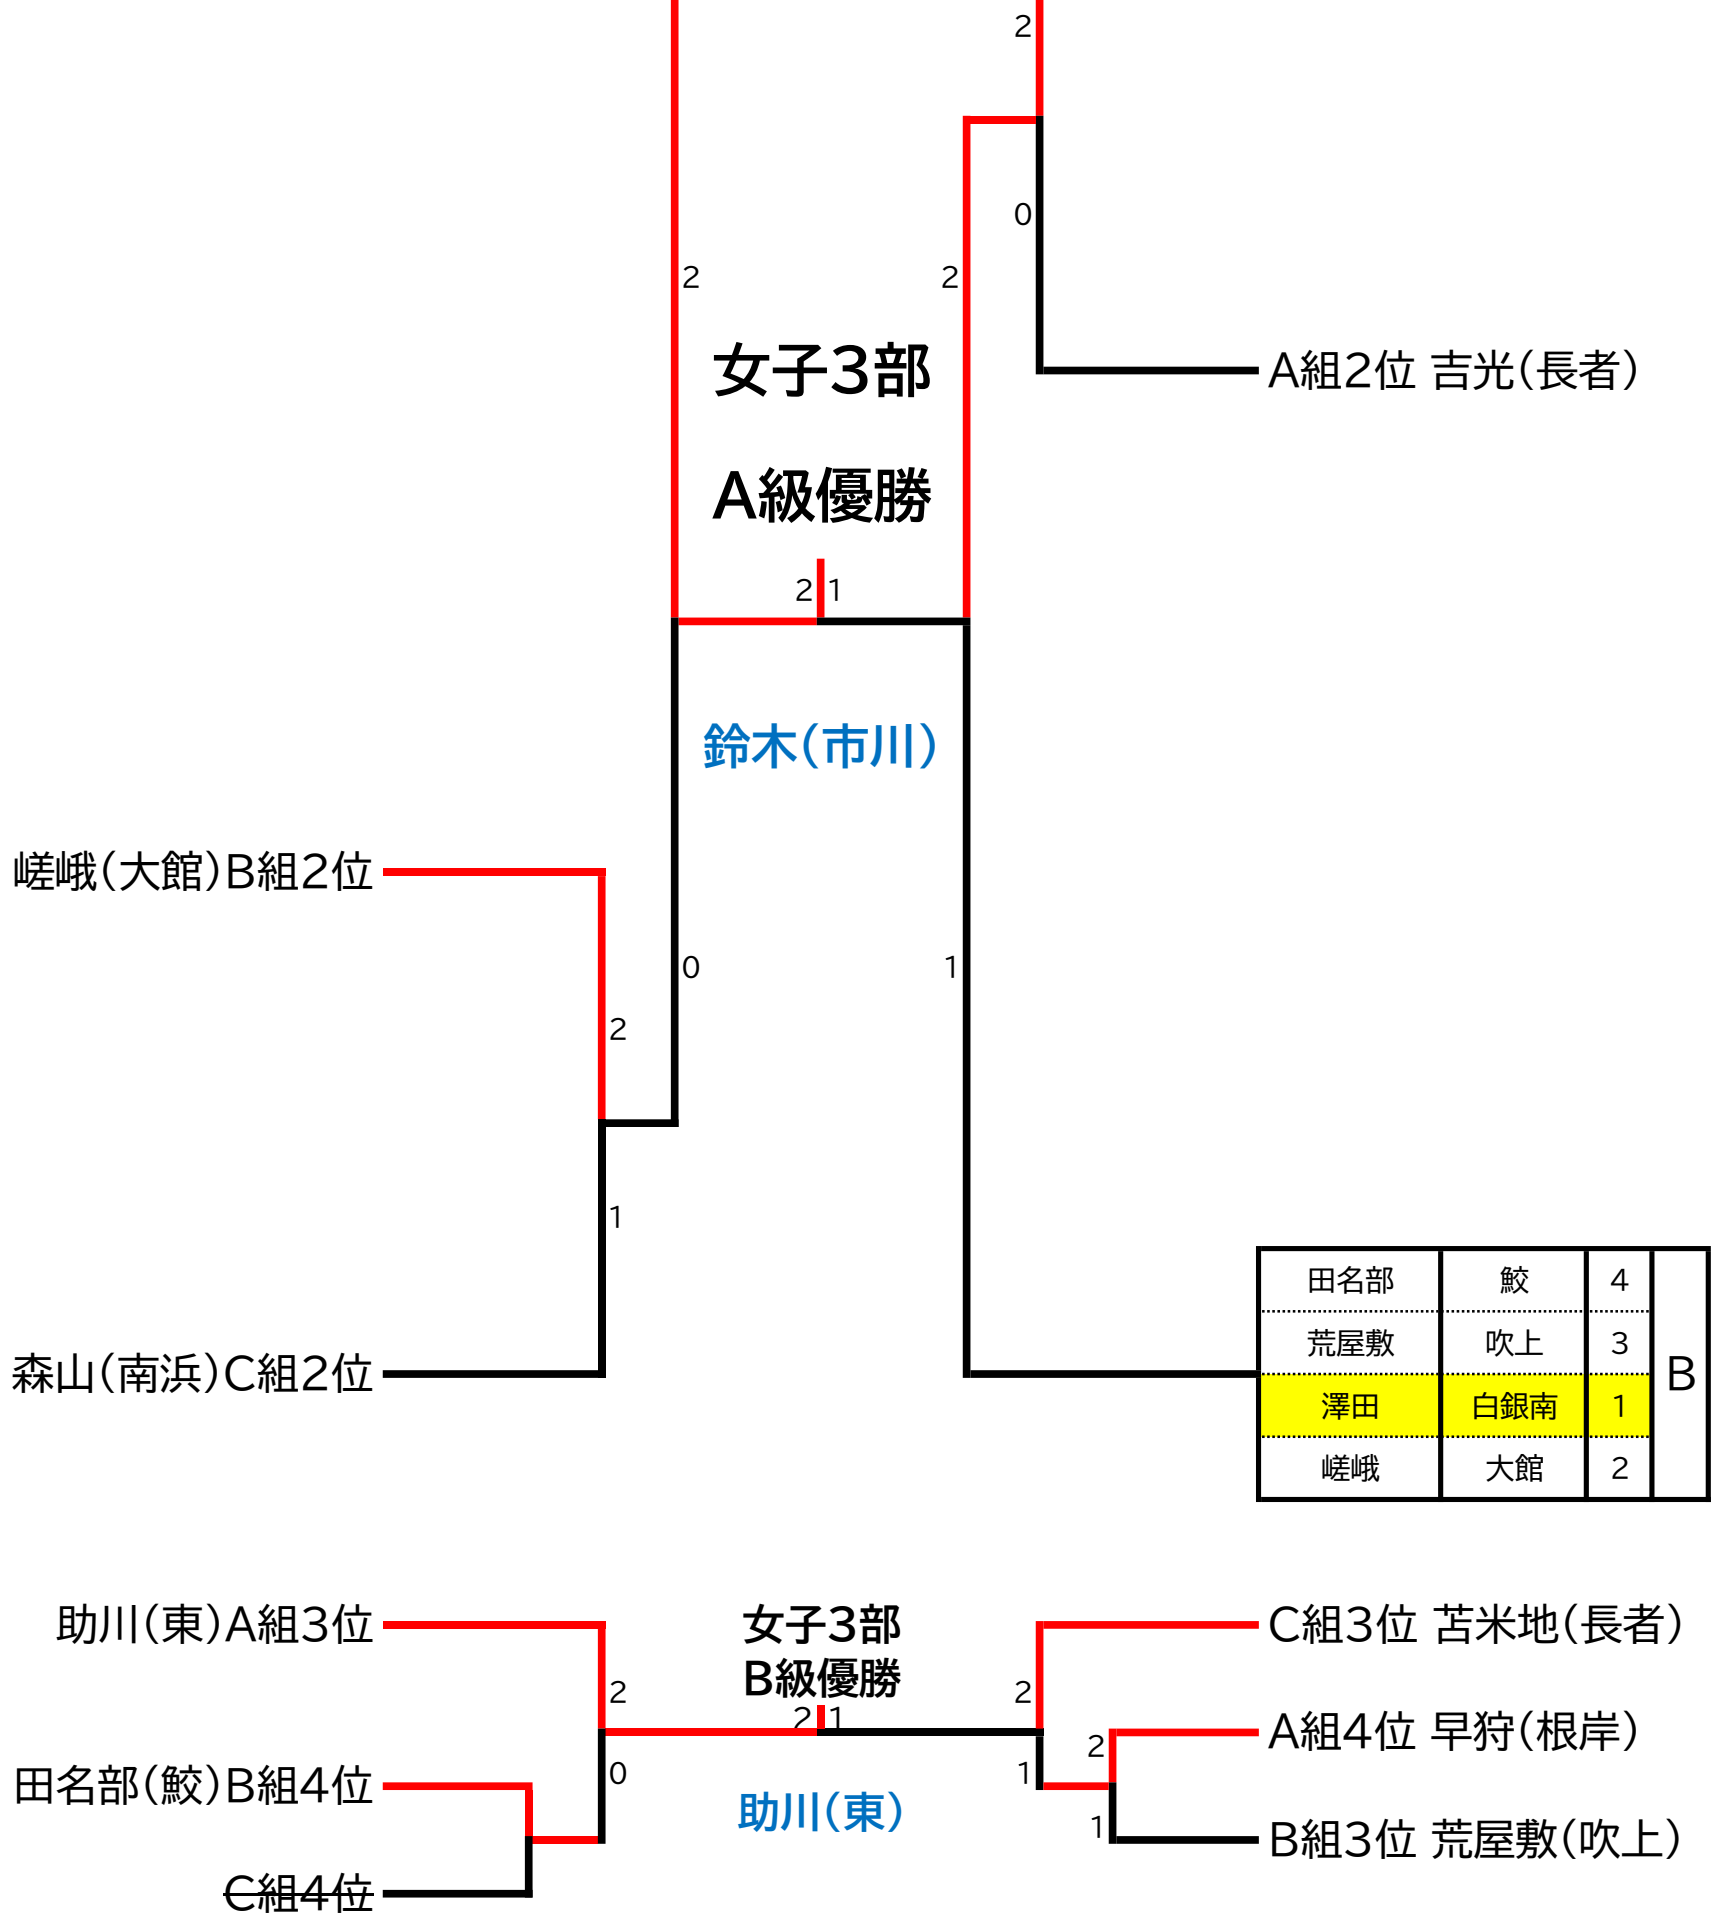 2
0
2
2
女子3部
A級優勝
A組2位 吉光(長者)
2 1
鈴木(市川)
嵯峨(大館)B組2位
0
1
2
1
田名部 鮫 4
荒屋敷 吹上 3
澤田 白銀南 1
嵯峨 大館 2
B
森山(南浜)C組2位
助川(東)A組3位
女子3部
B級優勝
C組3位 苫米地(長者)
2
2 1
2
A組4位 早狩(根岸)
2
田名部(鮫)B組4位
0
1
助川(東)
1
B組3位 荒屋敷(吹上)
C組4位